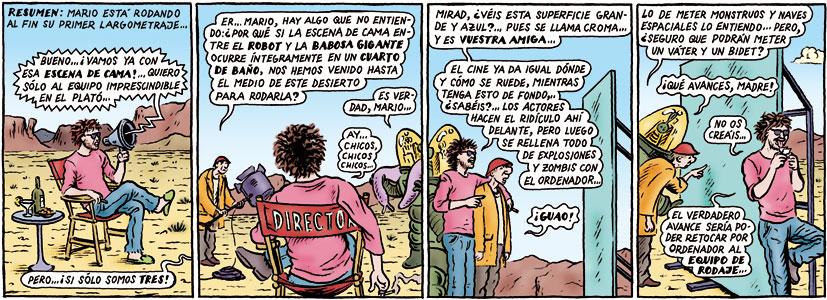 RESUMEN: MARIO ESTÁ RODANDO
AL FIN SU PRIMER LARGOMETRAJE...
BUENO...¡VAMOS YA CON
ESA ESCENA DE CAMA!... QUIERO
SÓLO AL EQUIPO IMPRESCINDIBLE
EN EL PLATÓ...
PERO...¡SI SÓLO SOMOS TRES!
ER... MARIO, HAY ALGO QUE NO ENTIEN-
DO: ¿POR QUÉ SI LA ESCENA DE CAMA EN-
TRE EL ROBOT Y LA BABOSA GIGANTE
OCURRE ÍNTEGRAMENTE EN UN CUARTO
DE BAÑO, NOS HEMOS VENIDO HASTA
EL MEDIO DE ESTE DESIERTO
PARA RODARLA?
ES VER-
DAD, MARIO...
AY...
CHICOS,
CHICOS
CHICOS...
DIRECTOR
MIRAD, ¿VÉIS ESTA SUPERFICIE GRAN-
DE Y AZUL?... PUES SE LLAMA CROMA...
Y ES VUESTRA AMIGA...
EL CINE YA DA IGUAL DÓNDE
Y CÓMO SE RUEDE, MIENTRAS
TENGA ESTO DE FONDO,...
¿SABÉIS?... LOS ACTORES
HACEN EL RIDÍCULO AHÍ
DELANTE, PERO LUEGO
SE RELLENA TODO
DE EXPLOSIONES
Y ZOMBIS CON
EL ORDENADOR...
¡GUAO!
LO DE METER MONSTRUOS Y NAVES
ESPACIALES LO ENTIENDO... PERO,
¿SEGURO QUE PODRÁN METER
UN VÁTER Y UN BIDET?
¡QUÉ AVANCES, MADRE!
NO OS
CREÁIS...
EL VERDADERO
AVANCE SERÍA PO-
DER RETOCAR POR
ORDENADOR AL
EQUIPO DE
RODAJE...